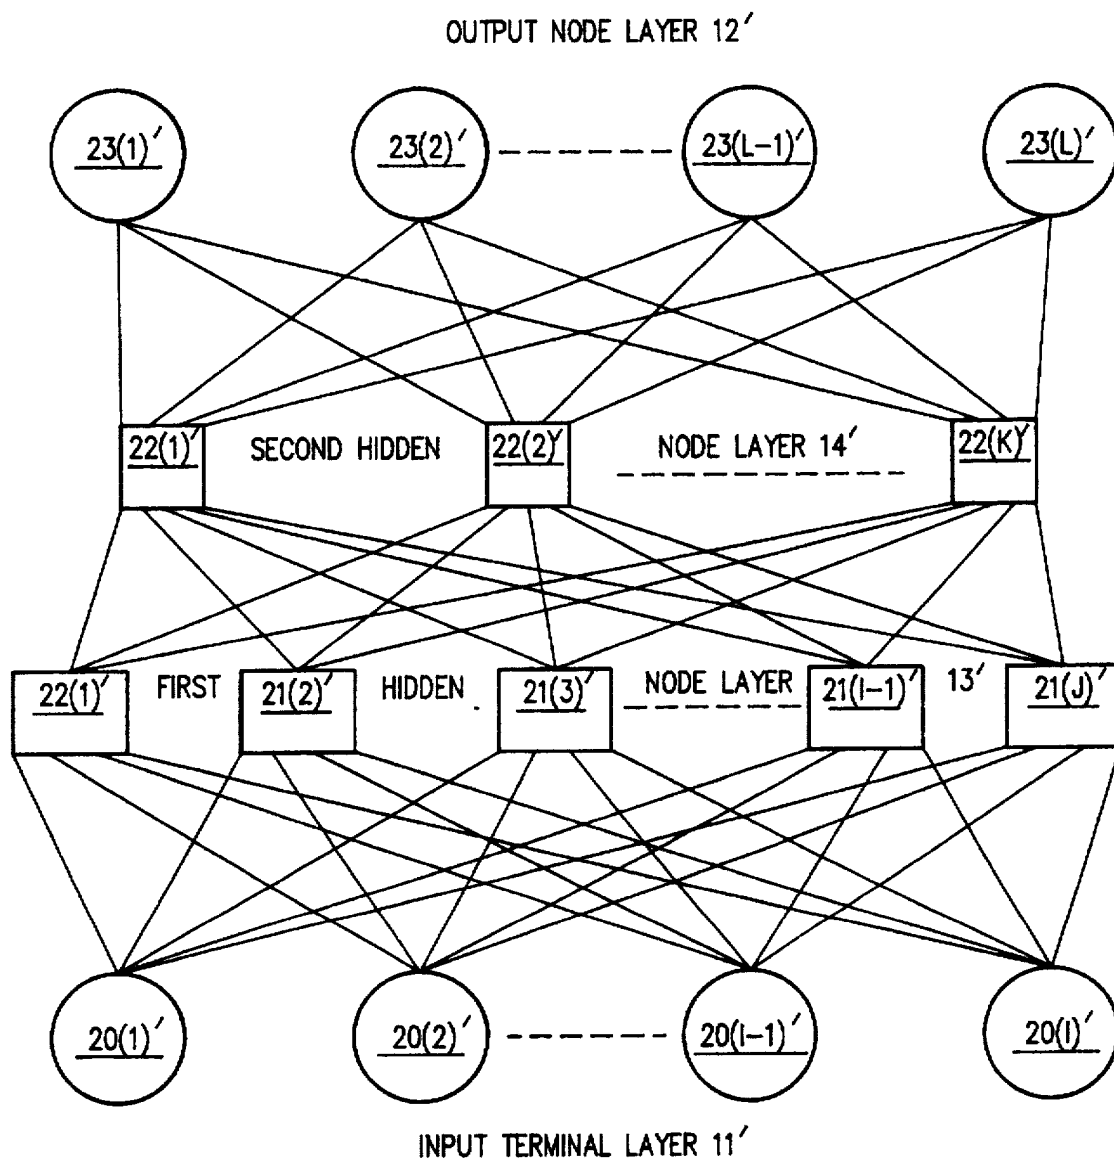 OUTPUT NODE LAYER 12′
23(1)′ 23(2)′ 23(L-1)′ 23(L)′
22(1)′ SECOND HIDDEN 22(2)′ NODE LAYER 14′ 22(K)′
22(1)′ FIRST 21(2)′ HIDDEN 21(3)′ NODE LAYER 21(I-1)′ 13′ 21(J)′
20(1)′ 20(2)′ 20(I-1)′ 20(I)′
INPUT TERMINAL LAYER 11′